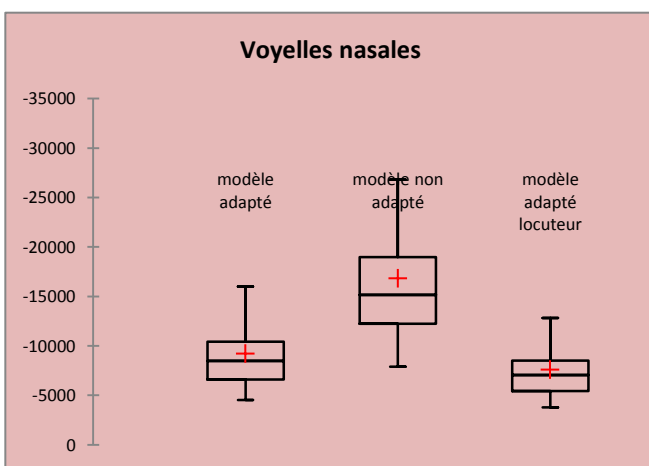 Voyelles nasales
-35000
-30000
-25000
-20000
-15000
-10000
-5000
0
modèle
adapté
modèle non
adapté
modèle
adapté
locuteur